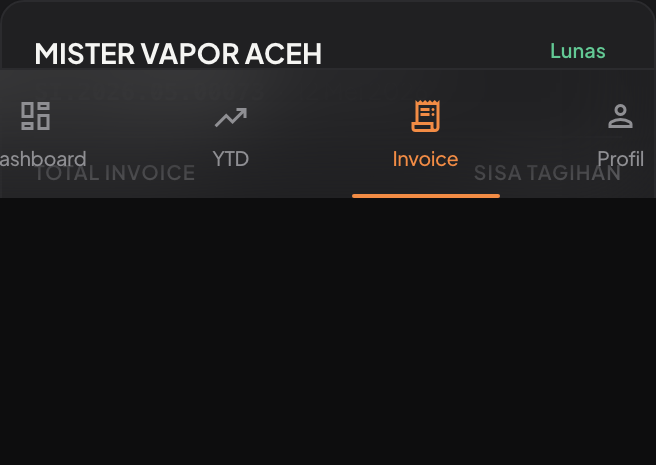 MISTER VAPOR ACEH
Lunas
ashboard
YTD
Invoice
Profil
TOTAL INVOICE
SISA TAGIHAN